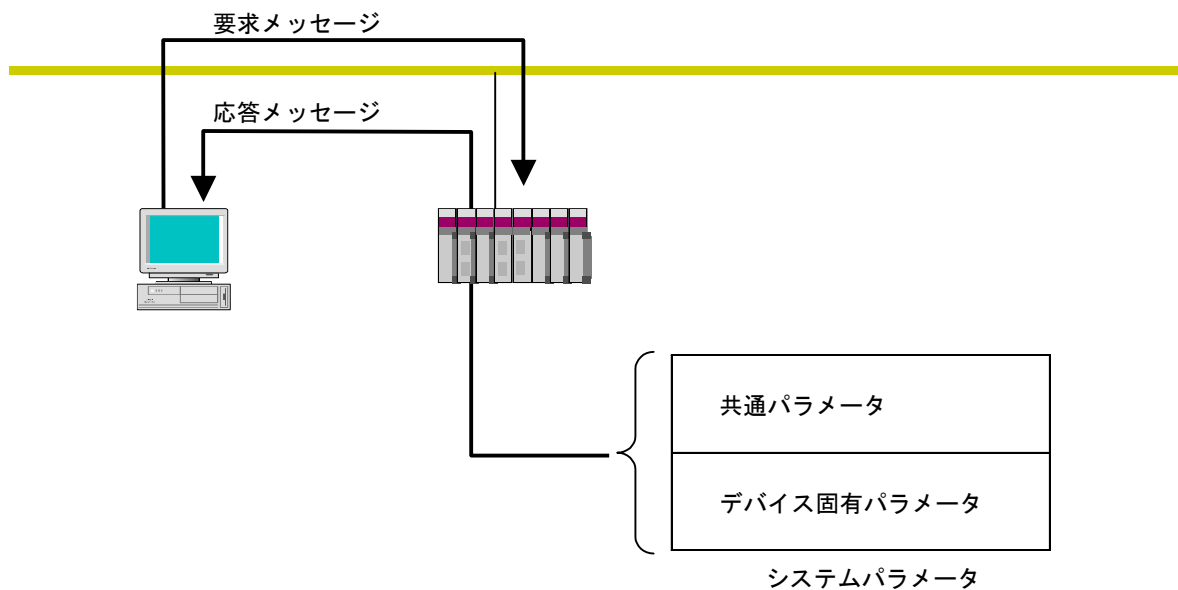 要求メッセージ
応答メッセージ
共通パラメータ
デバイス固有パラメータ
システムパラメータ